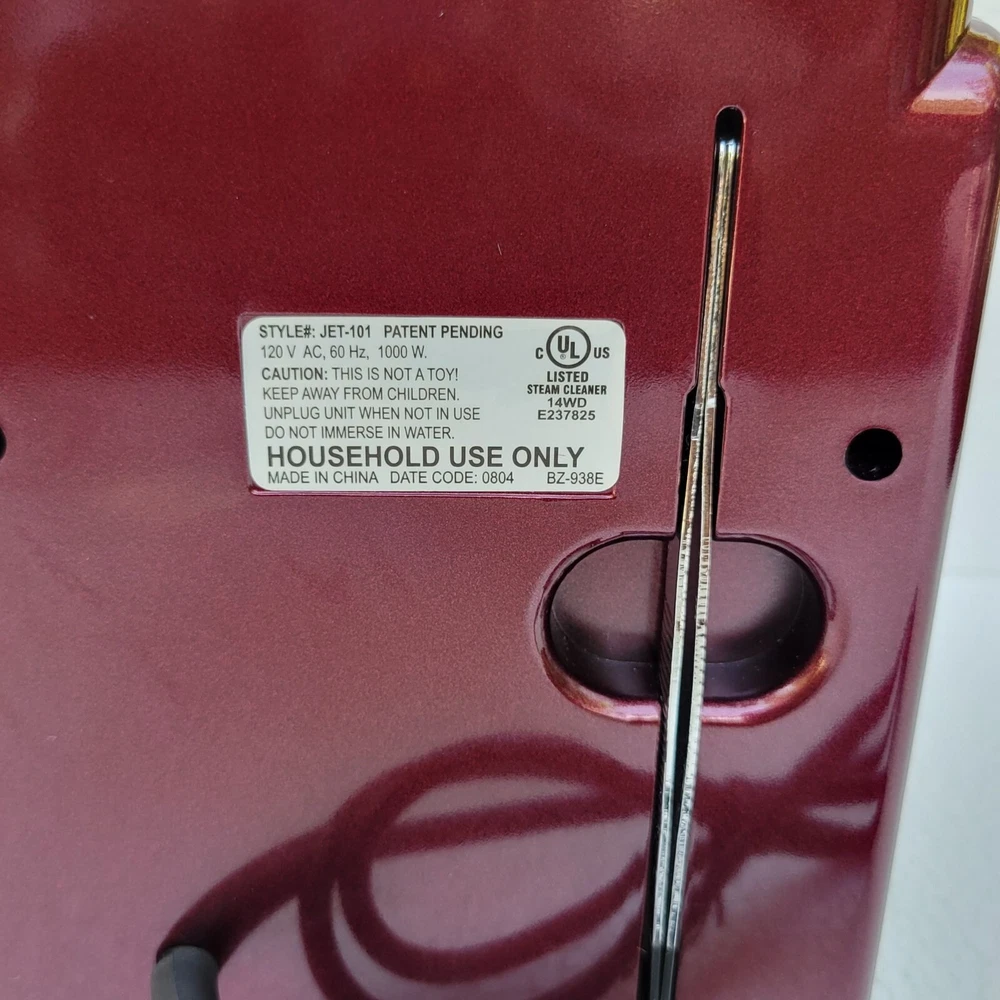 STYLE#: JET-101 PATENT PENDING
120 V AC, 60 Hz, 1000 W.
CAUTION: THIS IS NOT A TOY!
KEEP AWAY FROM CHILDREN.
UNPLUG UNIT WHEN NOT IN USE
DO NOT IMMERSE IN WATER.
HOUSEHOLD USE ONLY
MADE IN CHINA DATE CODE: 0804 BZ-938E
C UL ® US
LISTED
STEAM CLEANER
14WD
E237825